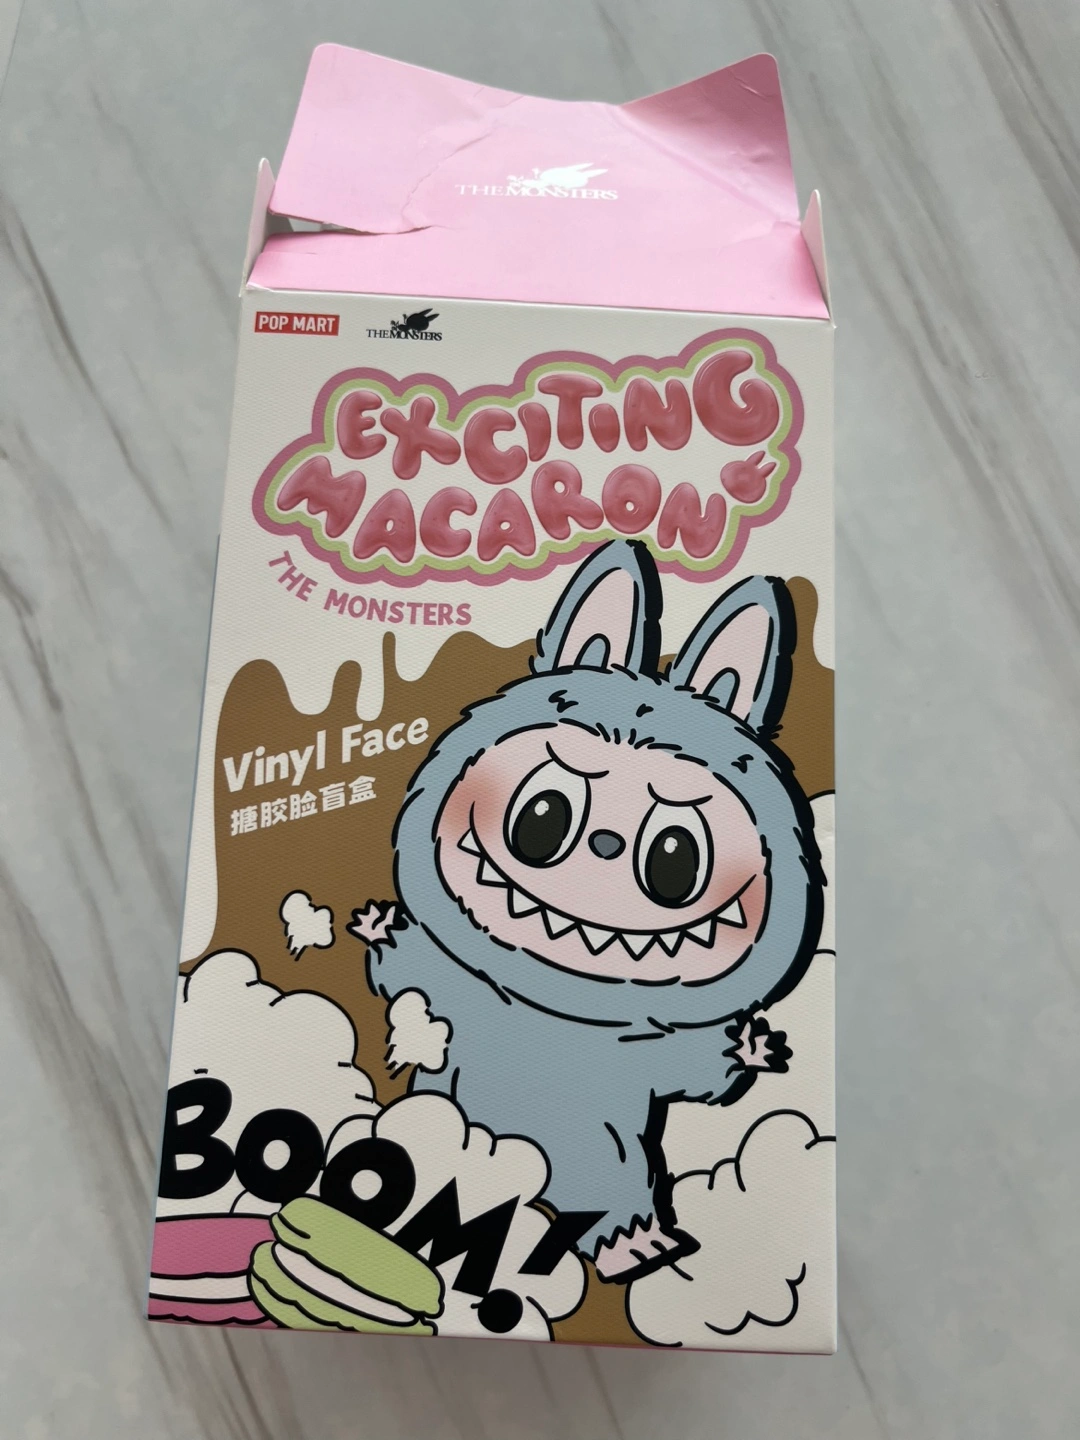 THE MONSTERS
POP MART
THE MONSTERS
EXCITING
MACARON
THE MONSTERS
Vinyl Face
搪胶脸盲盒
BOOM!